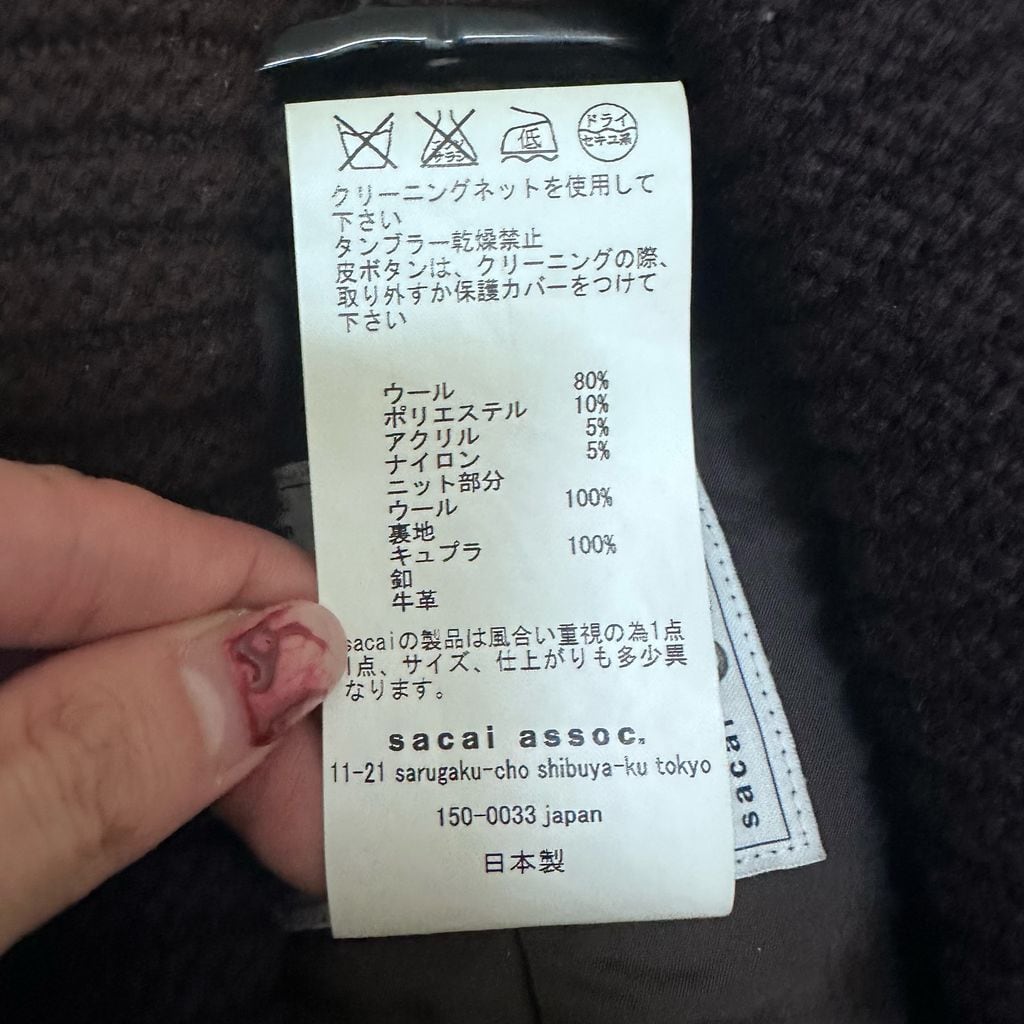 低
ドライ
セキユ系
クリーニングネットを使用して
下さい
タンブラー乾燥禁止
皮ボタンは、クリーニングの際、
取り外すか保護カバーをつけて
下さい
ウール 80%
ポリエステル 10%
アクリル 5%
ナイロン 5%
ニット部分
ウール 100%
裏地
キュプラ 100%
釦
牛革
sacaiの製品は風合い重視の為1点
1点、サイズ、仕上がりも多少異
なります。
sacai assoc.
11-21 sarugaku-cho shibuya-ku tokyo
150-0033 japan
日本製
sacai